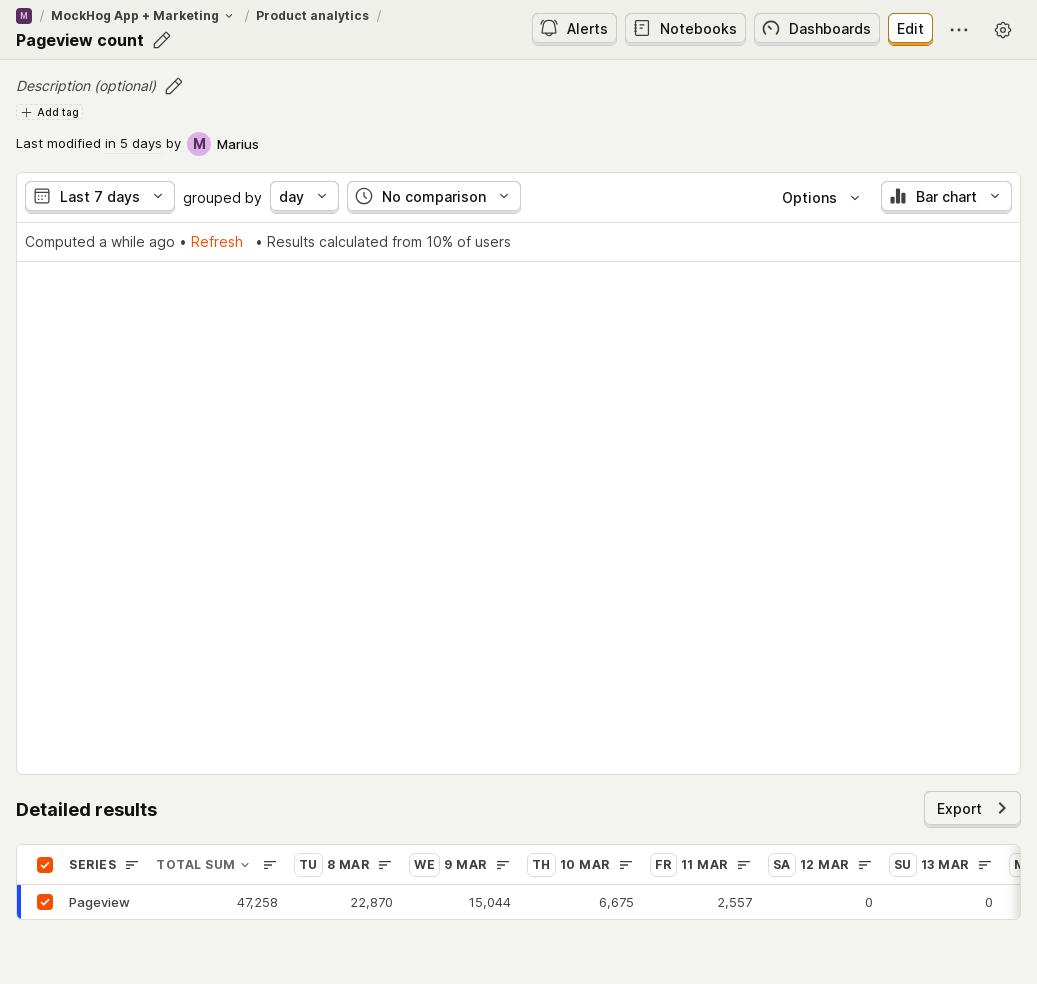 M / MockHog App + Marketing / Product analytics /
Pageview count
Alerts Notebooks Dashboards Edit
Description (optional)
Add tag
Last modified in 5 days by M Marius
Last 7 days grouped by day No comparison Options Bar chart
Computed a while ago • Refresh • Results calculated from 10% of users
Detailed results
Export
SERIES TOTAL SUM TU 8 MAR WE 9 MAR TH 10 MAR FR 11 MAR SA 12 MAR SU 13 MAR
Pageview 47,258 22,870 15,044 6,675 2,557 0 0